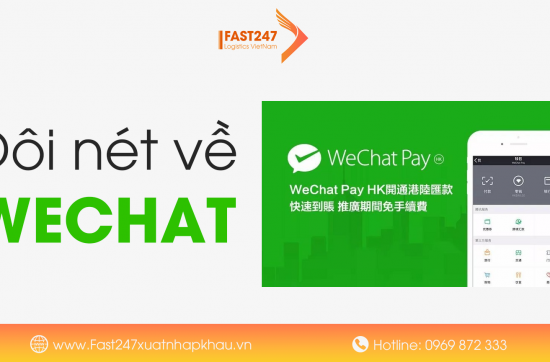 FAST247
Logistics VietNam
Đôi nét về
WECHAT
WeChat Pay HK
WeChat Pay HK開通港陸匯款
快速到賬 推廣期間免手續費
www.Fast247xuatnhapkhau.vn
Hotline: 0969 872 333